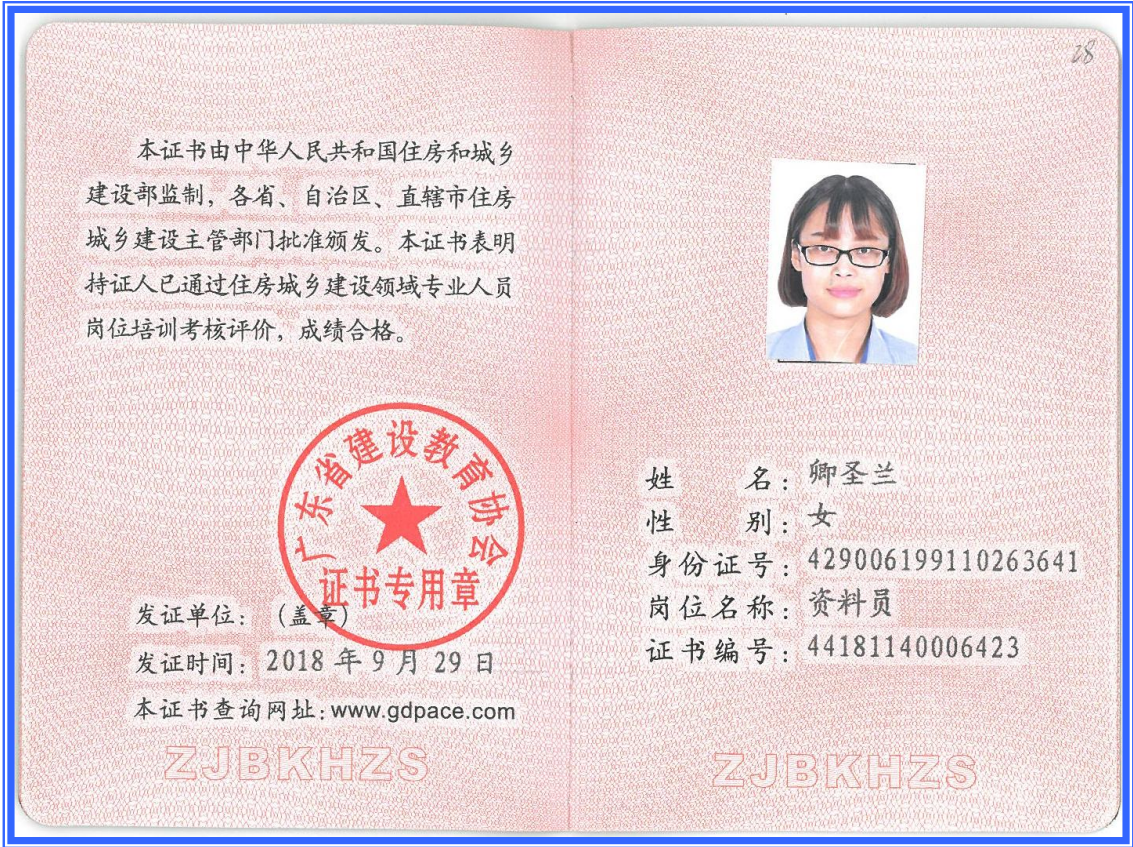 28
本证书由中华人民共和国住房和城乡
建设部监制，各省、自治区、直辖市住房
城乡建设主管部门批准颁发。本证书表明
持证人已通过住房城乡建设领域专业人员
岗位培训考核评价，成绩合格。
广东省建设教育协会
证书专用章
发证单位：（盖章）
发证时间：2018 年 9 月 29 日
本证书查询网址：www.gdpace.com
ZJBKHZS
姓 名：卿圣兰
性 别：女
身份证号：429006199110263641
岗位名称：资料员
证书编号：44181140006423
ZJBKHZS